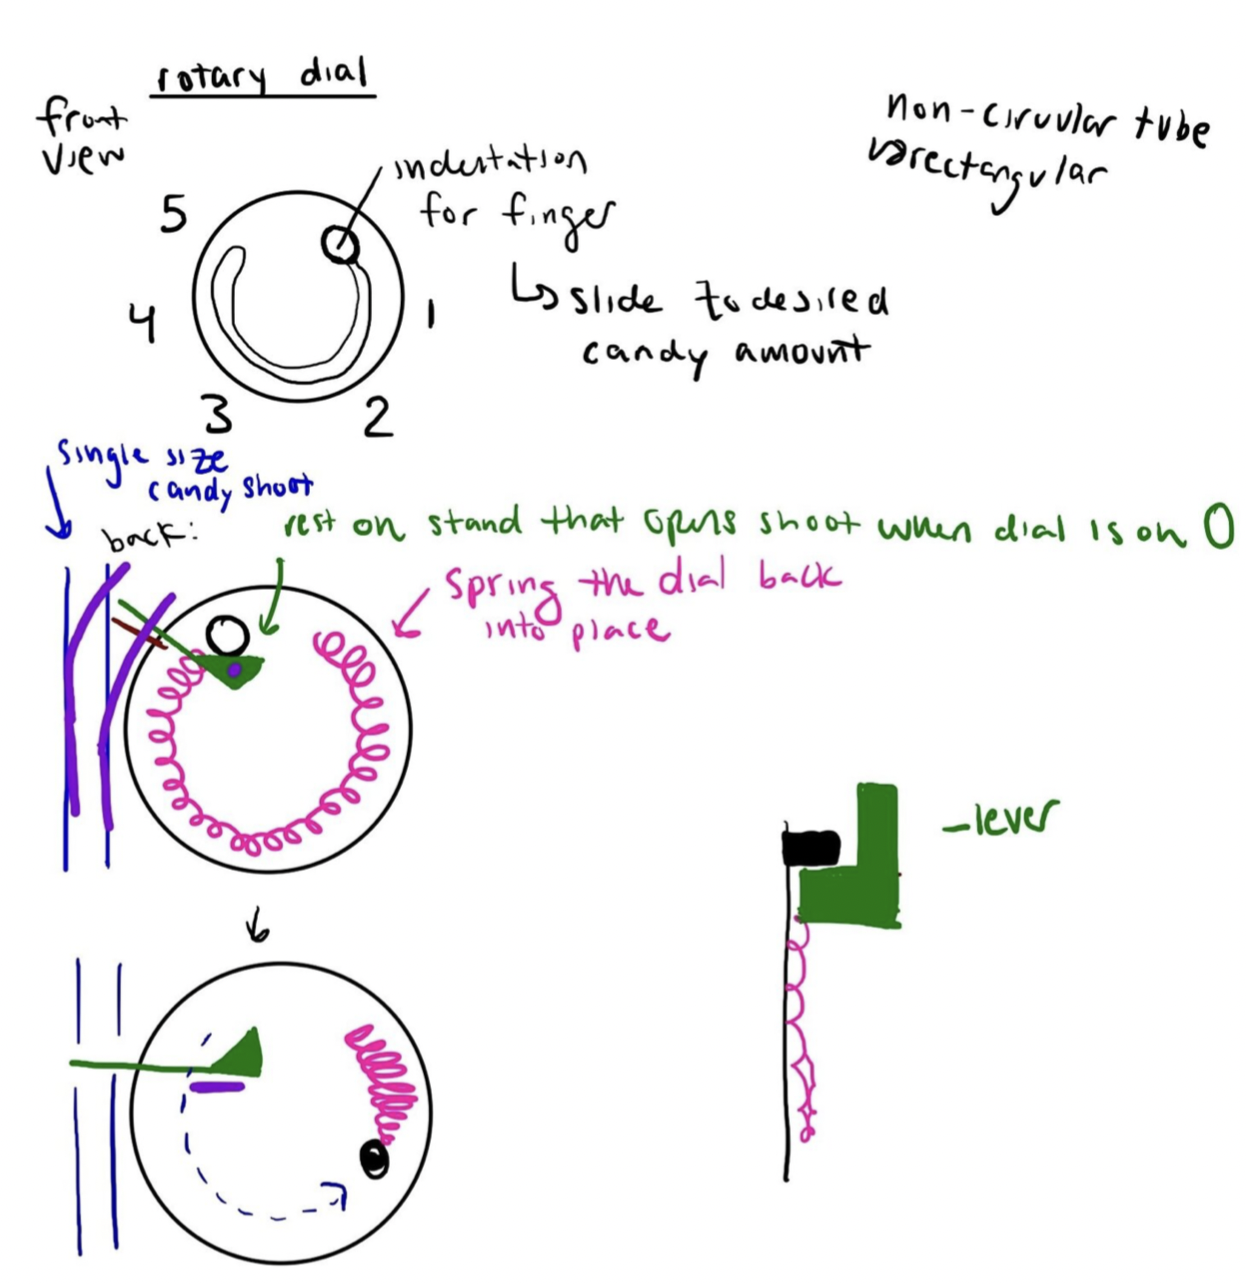 rotary dial
front
view
non-ciruvlar tube
rectangular
indentation
for finger
↳ slide to desired
candy amount
5
4
3
2
1
single size
candy shoot
back:
rest on stand that opens shoot when dial is on 0
spring the dial back
into place
-lever